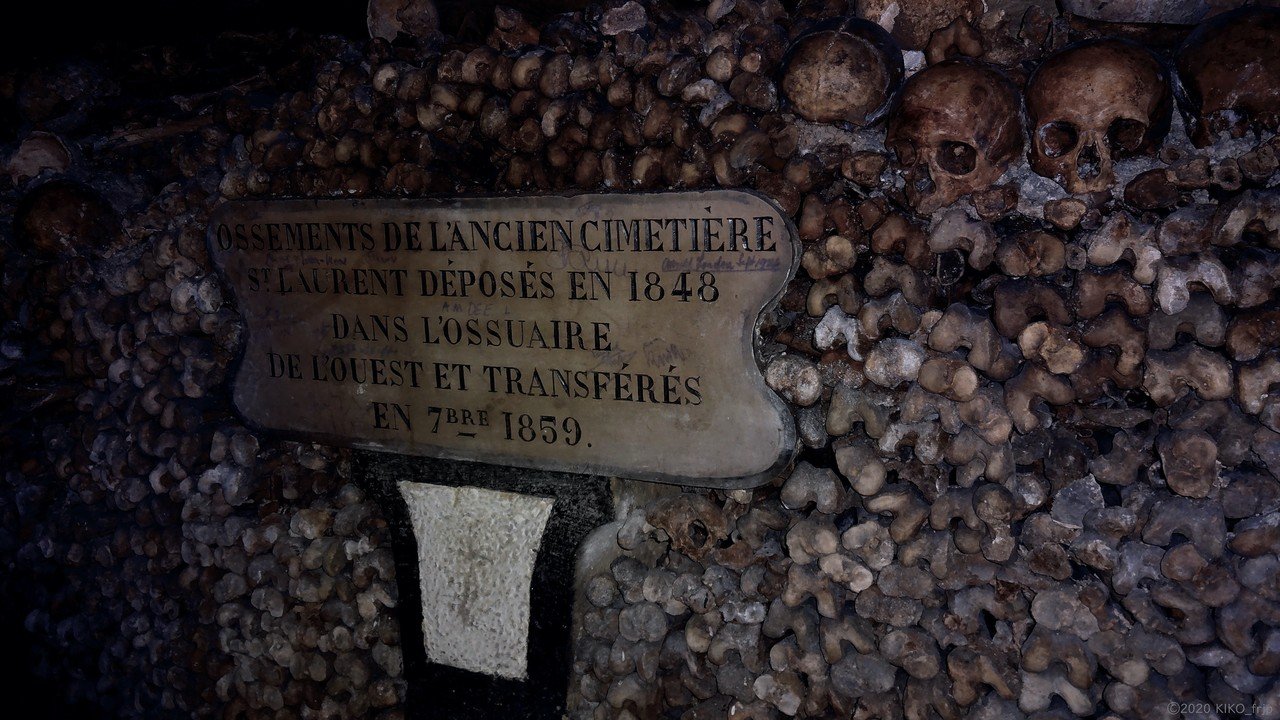 OSSEMENTS DE L'ANCIEN CIMETIÈRE
ST LAURENT DÉPOSÉS EN 1848
DANS L'OSSUAIRE
DE L'OUEST ET TRANSFÉRÉS
EN 7BRE 1859.
©2020 KIKO_frip